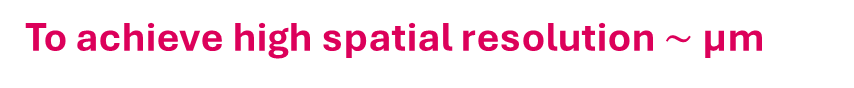 To achieve high spatial resolution ~ μm